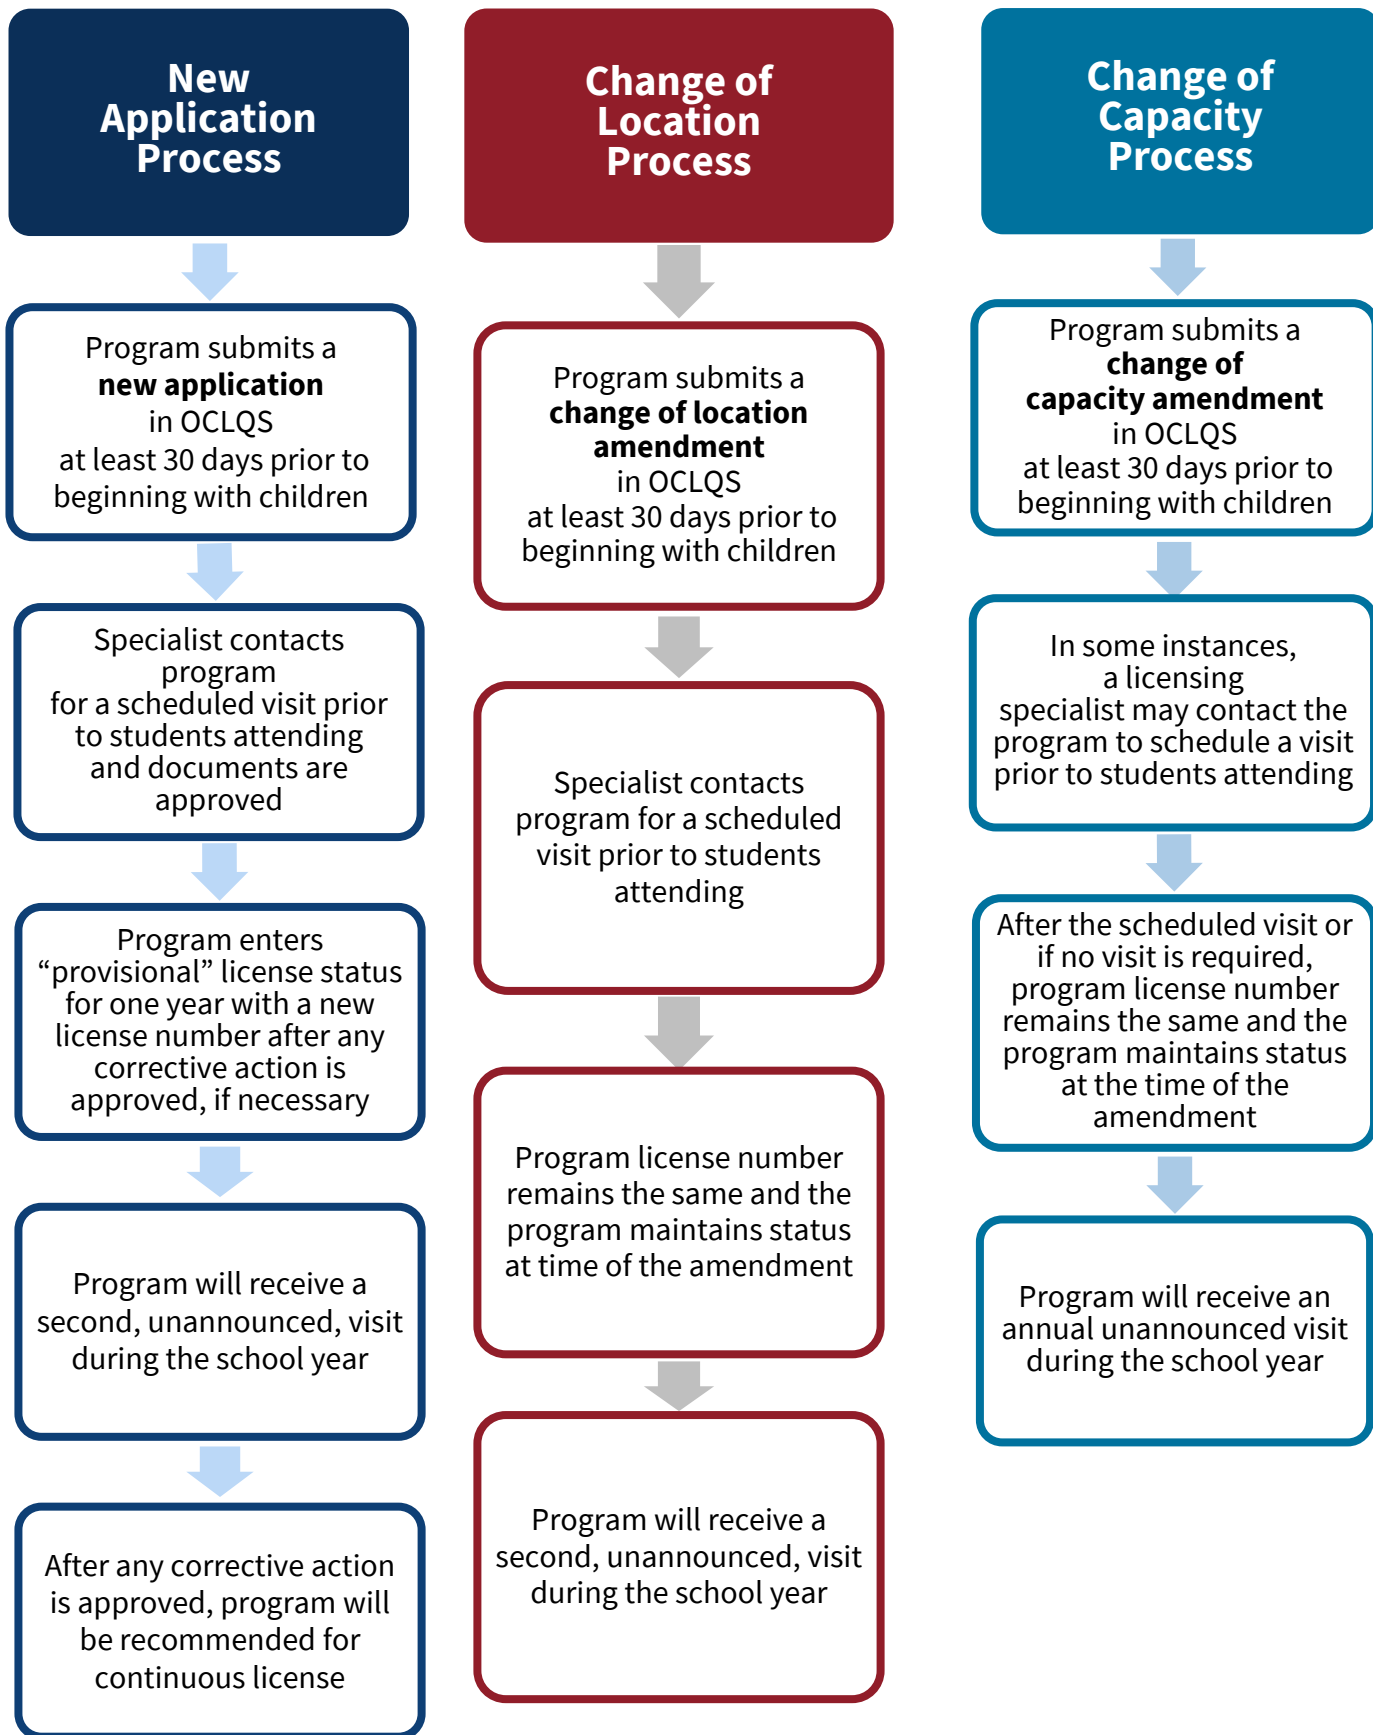 New
Application
Process
Program submits a
new application
in OCLQS
at least 30 days prior to
beginning with children
Specialist contacts
program
for a scheduled visit prior
to students attending
and documents are
approved
Program enters
“provisional” license status
for one year with a new
license number after any
corrective action is
approved, if necessary
Program will receive a
second, unannounced, visit
during the school year
After any corrective action
is approved, program will
be recommended for
continuous license
Change of
Location
Process
Program submits a
change of location
amendment
in OCLQS
at least 30 days prior to
beginning with children
Specialist contacts
program for a scheduled
visit prior to students
attending
Program license number
remains the same and the
program maintains status
at time of the amendment
Program will receive a
second, unannounced, visit
during the school year
Change of
Capacity
Process
Program submits a
change of
capacity amendment
in OCLQS
at least 30 days prior to
beginning with children
In some instances,
a licensing
specialist may contact the
program to schedule a visit
prior to students attending
After the scheduled visit or
if no visit is required,
program license number
remains the same and the
program maintains status
at the time of the
amendment
Program will receive an
annual unannounced visit
during the school year